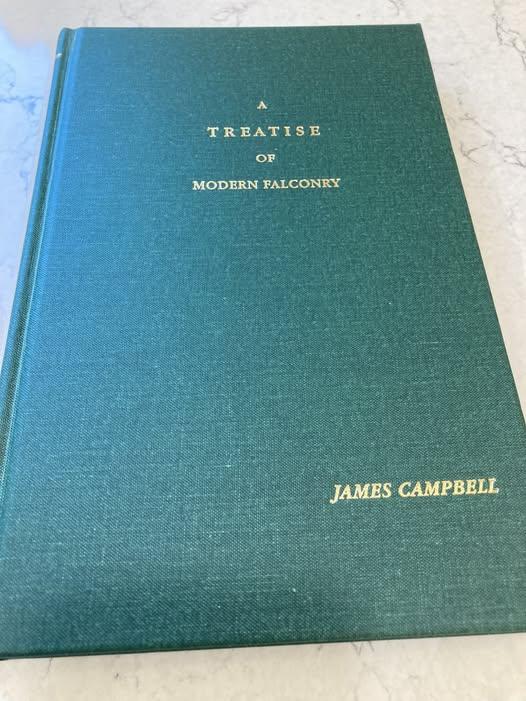 A
TREATISE
OF
MODERN FALCONRY
JAMES CAMPBELL